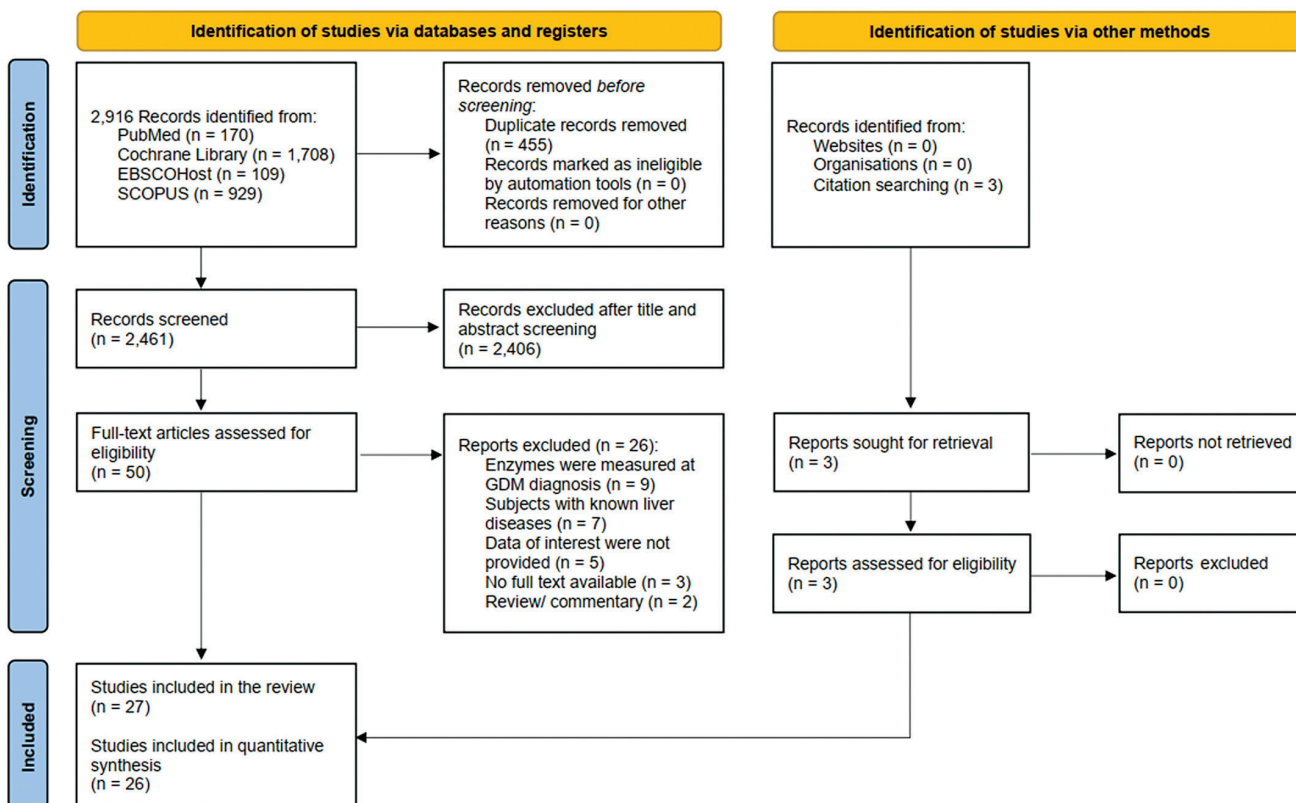 Identification of studies via databases and registers
Identification of studies via other methods
Identification
2,916 Records identified from:
PubMed (n = 170)
Cochrane Library (n = 1,708)
EBSCOHost (n = 109)
SCOPUS (n = 929)
Records removed before
screening:
Duplicate records removed
(n = 455)
Records marked as ineligible
by automation tools (n = 0)
Records removed for other
reasons (n = 0)
Records identified from:
Websites (n = 0)
Organisations (n = 0)
Citation searching (n = 3)
Screening
Records screened
(n = 2,461)
Records excluded after title and
abstract screening
(n = 2,406)
Full-text articles assessed for
eligibility
(n = 50)
Reports excluded (n = 26):
Enzymes were measured at
GDM diagnosis (n = 9)
Subjects with known liver
diseases (n = 7)
Data of interest were not
provided (n = 5)
No full text available (n = 3)
Review/ commentary (n = 2)
Reports sought for retrieval
(n = 3)
Reports not retrieved
(n = 0)
Reports assessed for eligibility
(n = 3)
Reports excluded
(n = 0)
Included
Studies included in the review
(n = 27)
Studies included in quantitative
synthesis
(n = 26)